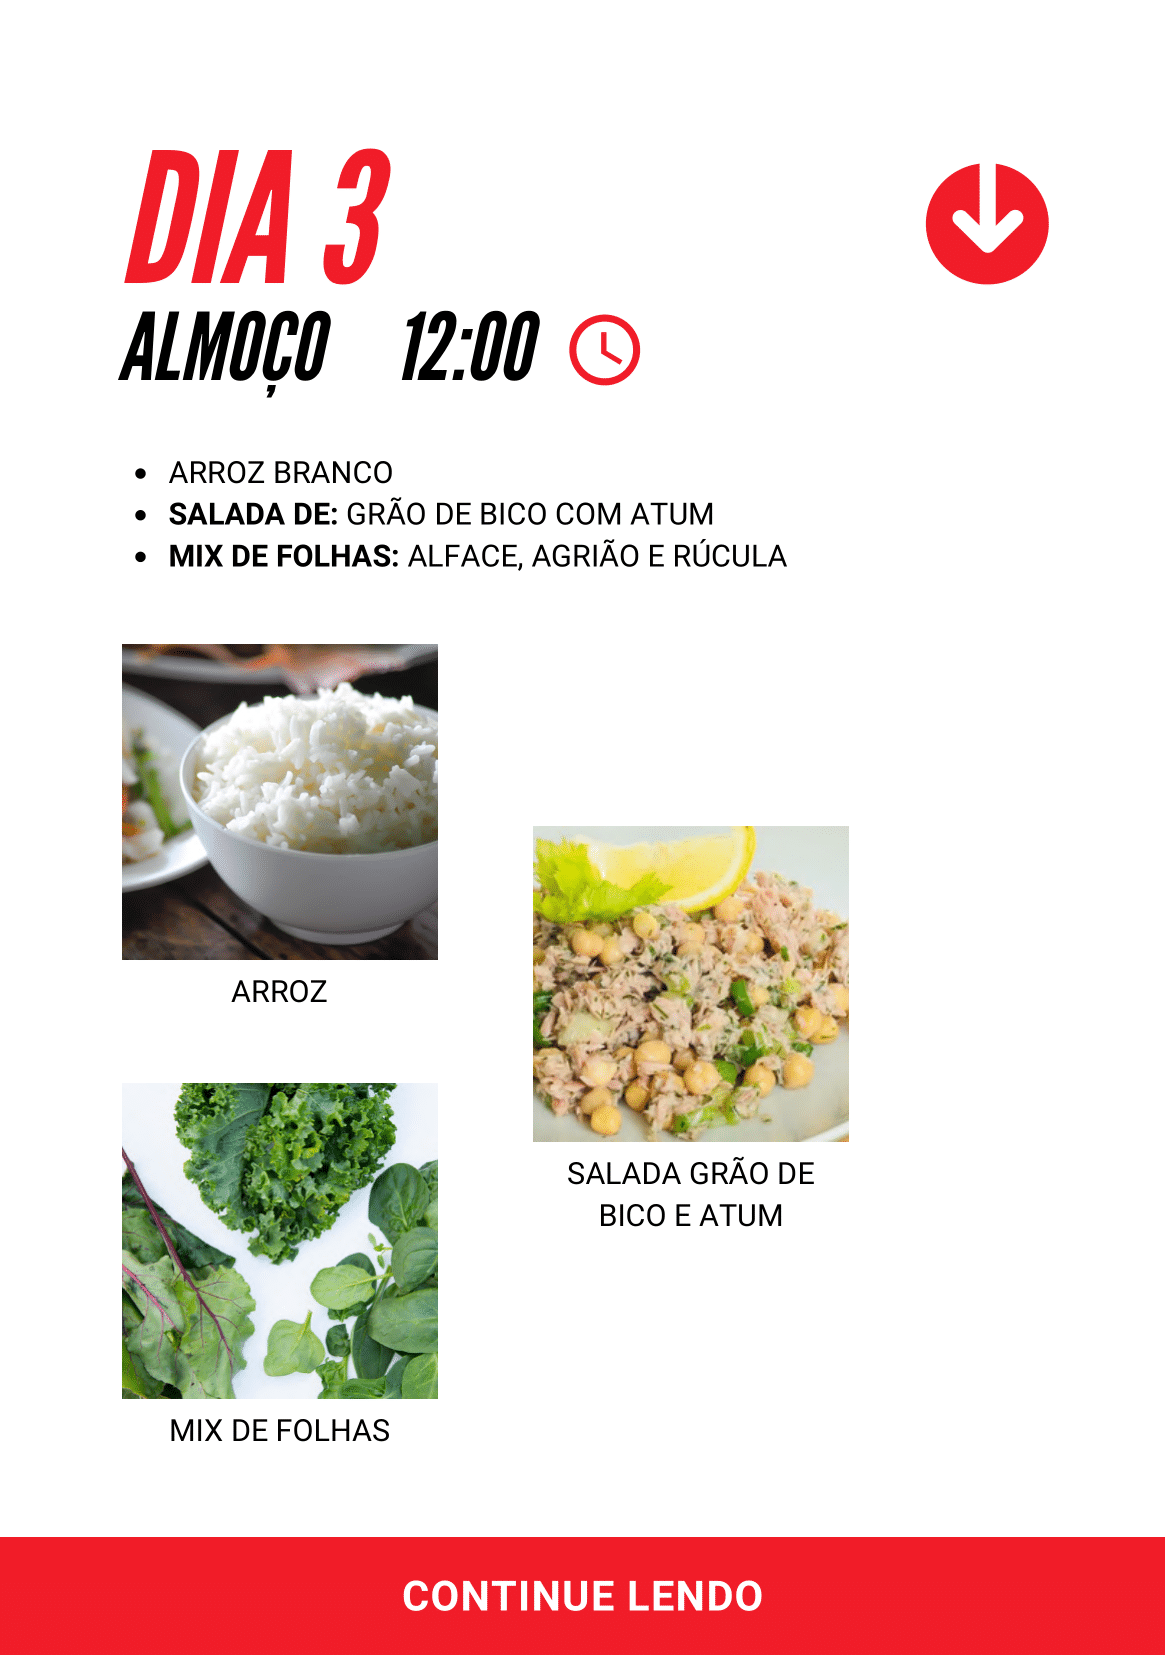 DIA 3
ALMOÇO 12:00
• ARROZ BRANCO
• SALADA DE: GRÃO DE BICO COM ATUM
• MIX DE FOLHAS: ALFACE, AGRIÃO E RÚCULA
ARROZ
SALADA GRÃO DE
BICO E ATUM
MIX DE FOLHAS
CONTINUE LENDO